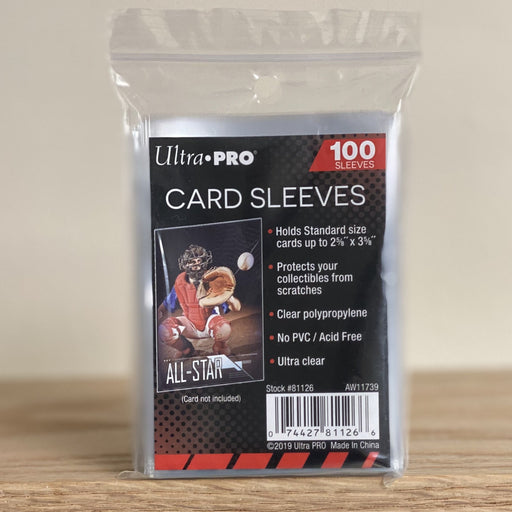 Ultra•PRO®
100
SLEEVES
CARD SLEEVES
• Holds Standard size
cards up to 2⅝" x 3⅝"
• Protects your
collectibles from
scratches
• Clear polypropylene
• No PVC / Acid Free
• Ultra clear
ALL-STAR
(Card not included)
Stock #81126
AW11739
0 74427 81126 6
©2019 Ultra PRO Made In China